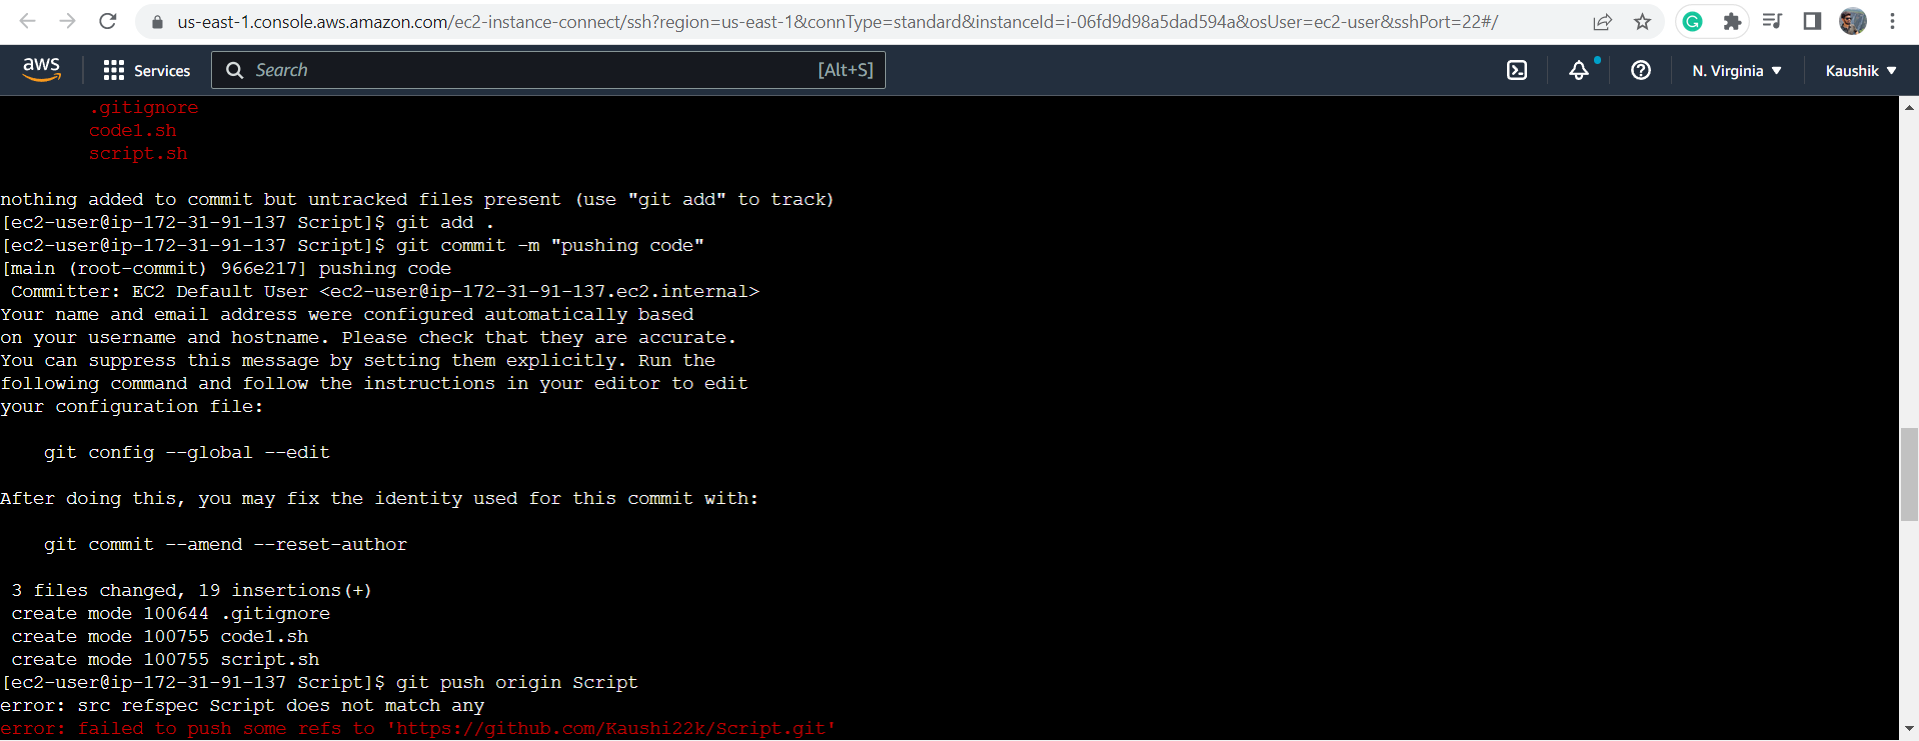 us-east-1.console.aws.amazon.com/ec2-instance-connect/ssh?region=us-east-1&connType=standard&instanceId=i-06fd9d98a5dad594a&osUser=ec2-user&sshPort=22#/
aws Services Search [Alt+S] N. Virginia Kaushik
.gitignore
code1.sh
script.sh
nothing added to commit but untracked files present (use "git add" to track)
[ec2-user@ip-172-31-91-137 Script]$ git add .
[ec2-user@ip-172-31-91-137 Script]$ git commit -m "pushing code"
[main (root-commit) 966e217] pushing code
Committer: EC2 Default User <ec2-user@ip-172-31-91-137.ec2.internal>
Your name and email address were configured automatically based
on your username and hostname. Please check that they are accurate.
You can suppress this message by setting them explicitly. Run the
following command and follow the instructions in your editor to edit
your configuration file:
git config --global --edit
After doing this, you may fix the identity used for this commit with:
git commit --amend --reset-author
3 files changed, 19 insertions(+)
create mode 100644 .gitignore
create mode 100755 code1.sh
create mode 100755 script.sh
[ec2-user@ip-172-31-91-137 Script]$ git push origin Script
error: src refspec Script does not match any
error: failed to push some refs to 'https://github.com/Kaushi22k/Script.git'